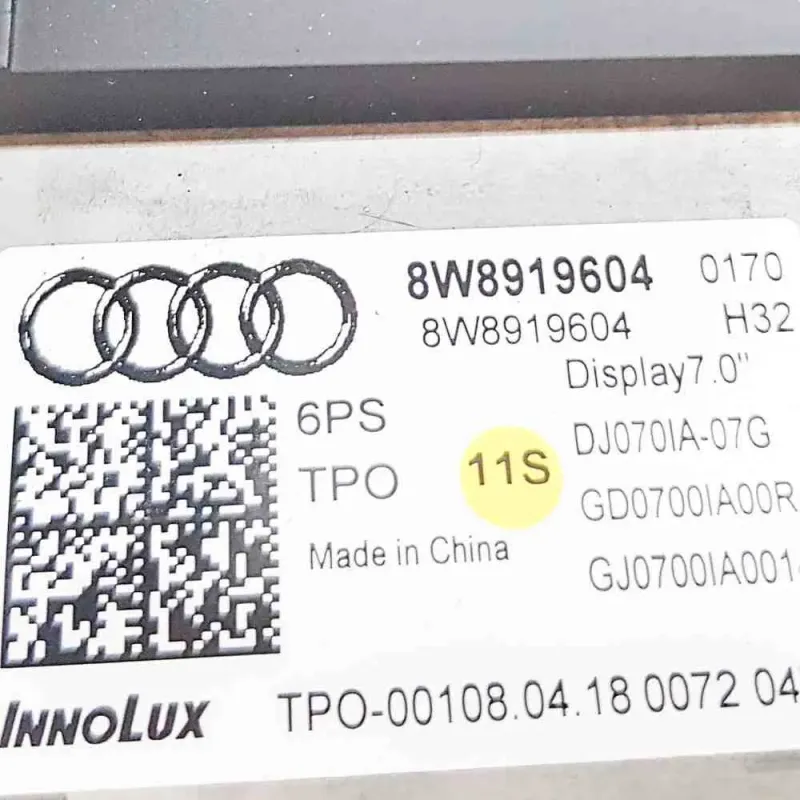 8W8919604 0170
8W8919604 H32
Display7.0"
6PS
DJ070IA-07G
TPO
11S
GD0700IA00R
Made in China
GJ0700IA001
INNOLUX
TPO-00108.04.18 0072 04